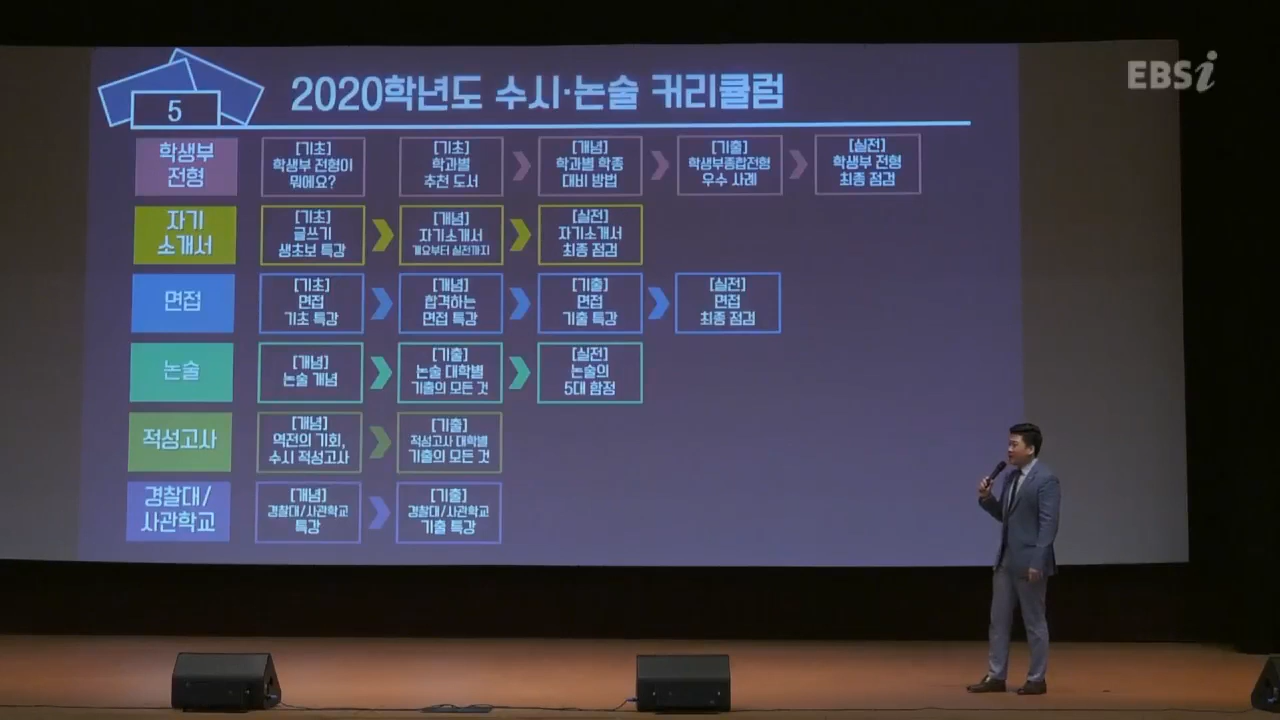 EBSi
5
2020학년도 수시·논술 커리큘럼
학생부
전형
[기초]
학생부 전형이
뭐에요?
[기초]
학과별
추천 도서
[개념]
학과별 학종
대비 방법
[기출]
학생부종합전형
우수 사례
[실전]
학생부 전형
최종 점검
자기
소개서
[기초]
글쓰기
생초보 특강
[개념]
자기소개서
개요부터 실전까지
[실전]
자기소개서
최종 점검
면접
[기초]
면접
기초 특강
[개념]
합격하는
면접 특강
[기출]
면접
기출 특강
[실전]
면접
최종 점검
논술
[개념]
논술 개념
[기출]
논술 대학별
기출의 모든 것
[실전]
논술의
5대 함정
적성고사
[개념]
역전의 기회,
수시 적성고사
[기출]
적성고사 대학별
기출의 모든 것
경찰대/
사관학교
[개념]
경찰대/사관학교
특강
[기출]
경찰대/사관학교
기출 특강